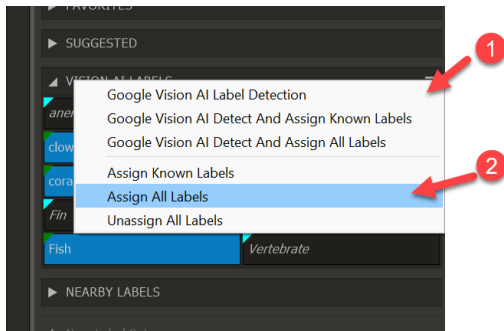 FAVORITES
SUGGESTED
1
VISION AI LABELS
Google Vision AI Label Detection
Google Vision AI Detect And Assign Known Labels
Google Vision AI Detect And Assign All Labels
Assign Known Labels
2
Assign All Labels
Unassign All Labels
Fin
Fish
Vertebrate
NEARBY LABELS